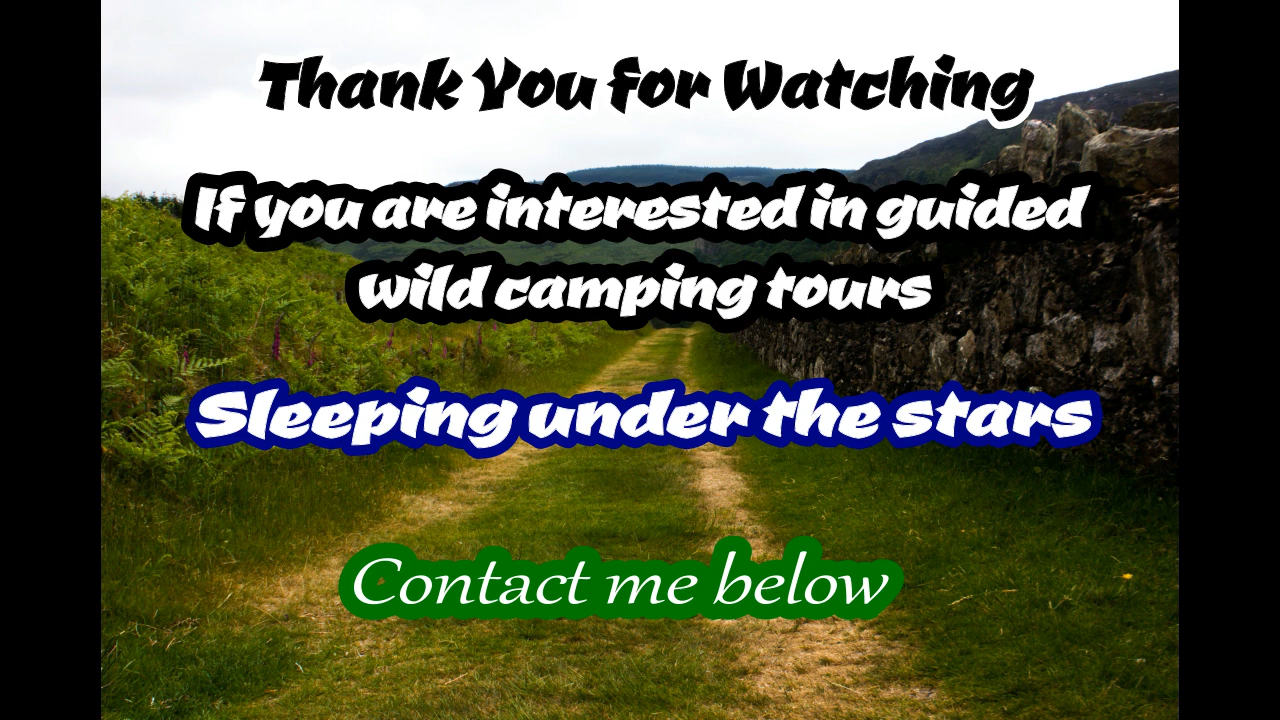 Thank You for Watching
If you are interested in guided
wild camping tours
Sleeping under the stars
Contact me below